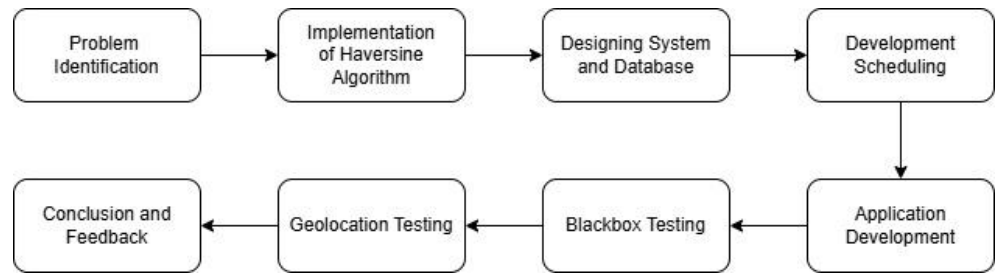 Problem
Identification
Implementation
of Haversine
Algorithm
Designing System
and Database
Development
Scheduling
Application
Development
Blackbox Testing
Geolocation Testing
Conclusion and
Feedback